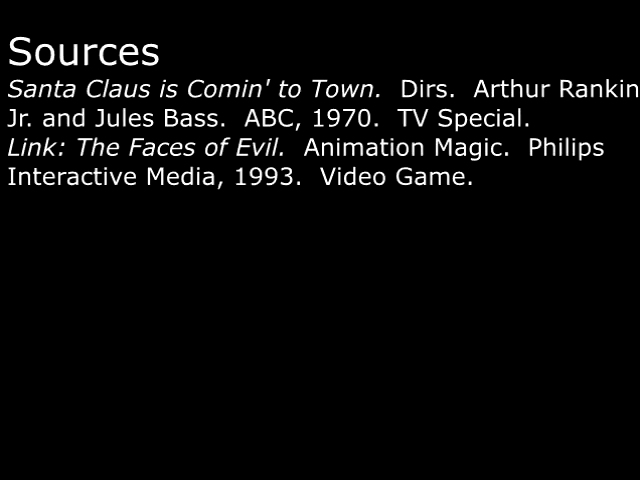 Sources
Santa Claus is Comin' to Town.  Dirs.  Arthur Rankin
Jr. and Jules Bass.  ABC, 1970.  TV Special.
Link: The Faces of Evil.  Animation Magic.  Philips
Interactive Media, 1993.  Video Game.